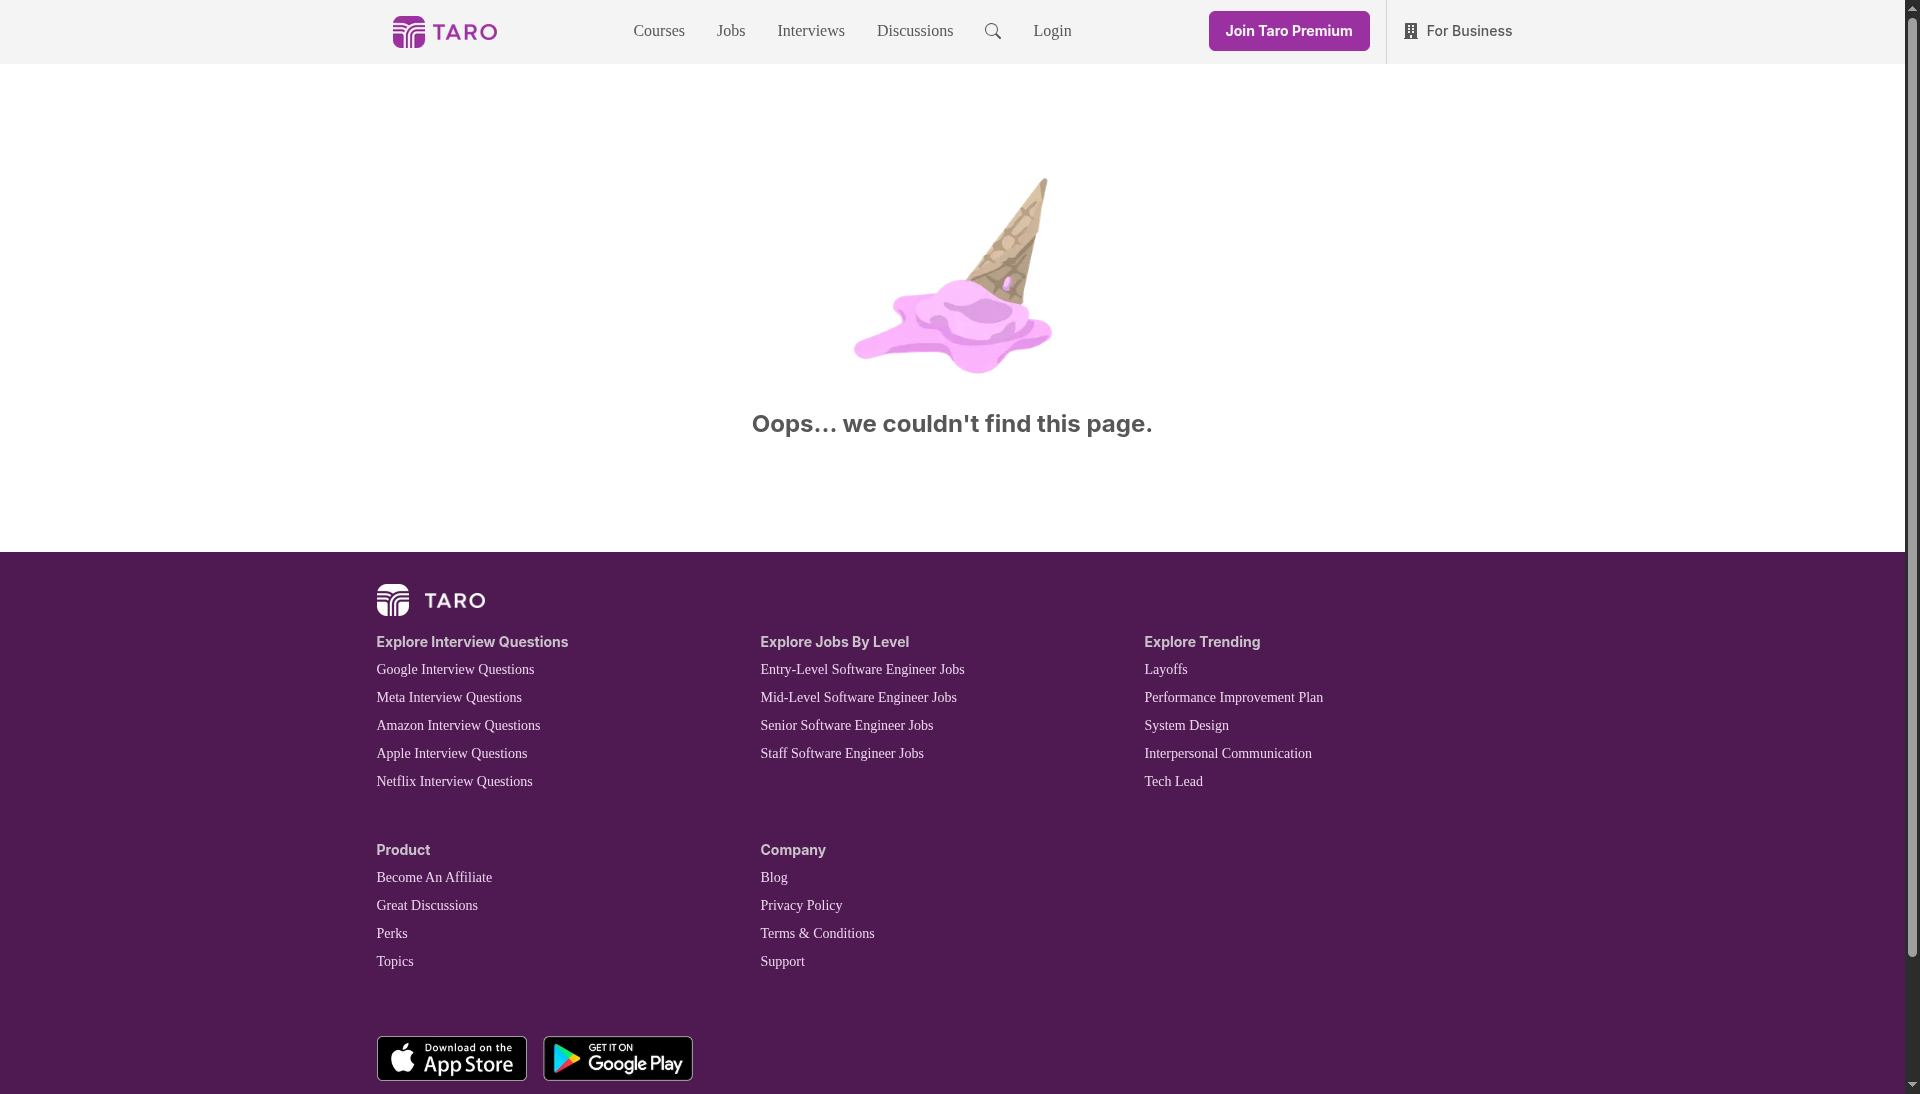 TARO
Courses
Jobs
Interviews
Discussions
Login
Join Taro Premium
For Business
Oops... we couldn't find this page.
TARO
Explore Interview Questions
Google Interview Questions
Meta Interview Questions
Amazon Interview Questions
Apple Interview Questions
Netflix Interview Questions
Explore Jobs By Level
Entry-Level Software Engineer Jobs
Mid-Level Software Engineer Jobs
Senior Software Engineer Jobs
Staff Software Engineer Jobs
Explore Trending
Layoffs
Performance Improvement Plan
System Design
Interpersonal Communication
Tech Lead
Product
Become An Affiliate
Great Discussions
Perks
Topics
Company
Blog
Privacy Policy
Terms & Conditions
Support
Download on the
App Store
GET IT ON
Google Play